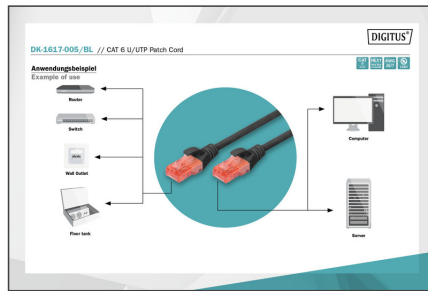 DIGITUS®
DK-1617-005/BL // CAT 6 U/UTP Patch Cord
Anwendungsbeispiel
Example of use
Router
Switch
Wall Outlet
Floor tank
Computer
Server